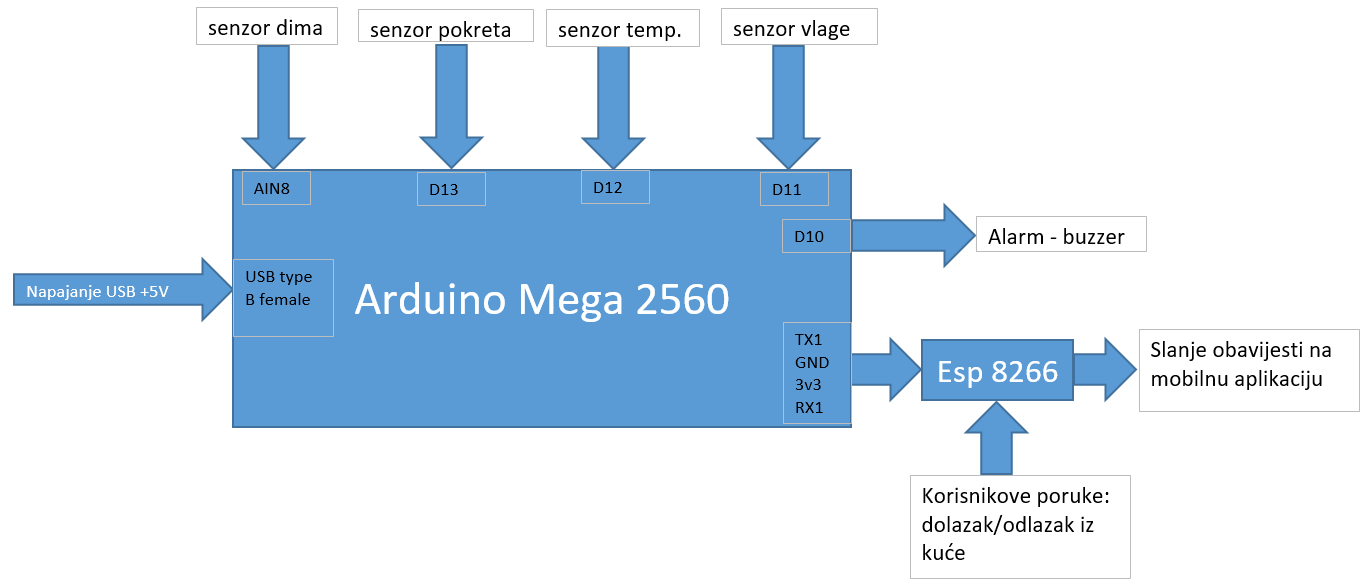 senzor dima
senzor pokreta
senzor temp.
senzor vlage
AIN8
D13
D12
D11
D10
Alarm - buzzer
Napajanje USB +5V
USB type
B female
Arduino Mega 2560
TX1
GND
3v3
RX1
Esp 8266
Slanje obavijesti na
mobilnu aplikaciju
Korisnikove poruke:
dolazak/odlazak iz
kuće